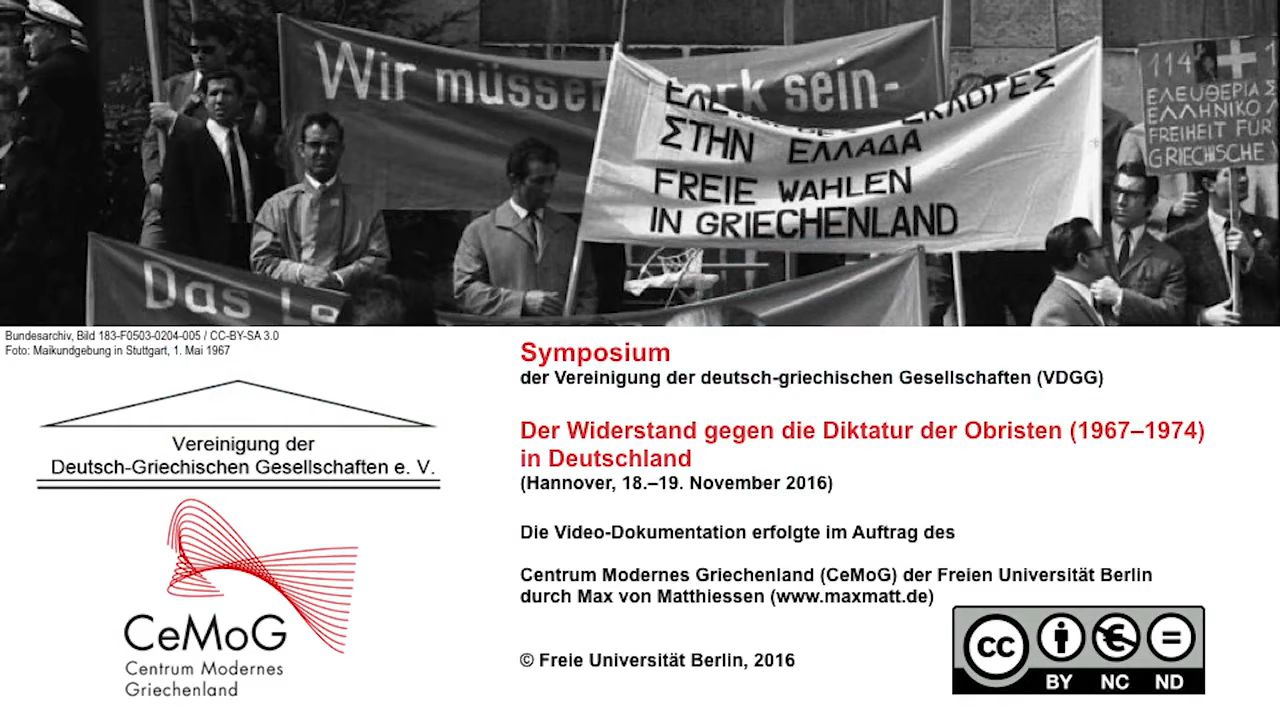 Wir müssen stark sein-
ΕΚΛΟΓΕΣ
ΣΤΗΝ ΕΛΛΑΔΑ
FREIE WAHLEN
IN GRIECHENLAND
114
ΕΛΕΥΘΕΡΙΑ Σ
ΕΛΛΗΝΙΚΟ Λ
FREIHEIT FÜR
GRIECHISCHE
Das
Bundesarchiv, Bild 183-F0503-0204-005 / CC-BY-SA 3.0
Foto: Maikundgebung in Stuttgart, 1. Mai 1967
Vereinigung der
Deutsch-Griechischen Gesellschaften e. V.
CeMoG
Centrum Modernes
Griechenland
Symposium
der Vereinigung der deutsch-griechischen Gesellschaften (VDGG)
Der Widerstand gegen die Diktatur der Obristen (1967–1974)
in Deutschland
(Hannover, 18.–19. November 2016)
Die Video-Dokumentation erfolgte im Auftrag des
Centrum Modernes Griechenland (CeMoG) der Freien Universität Berlin
durch Max von Matthiessen (www.maxmatt.de)
© Freie Universität Berlin, 2016
cc
BY NC ND